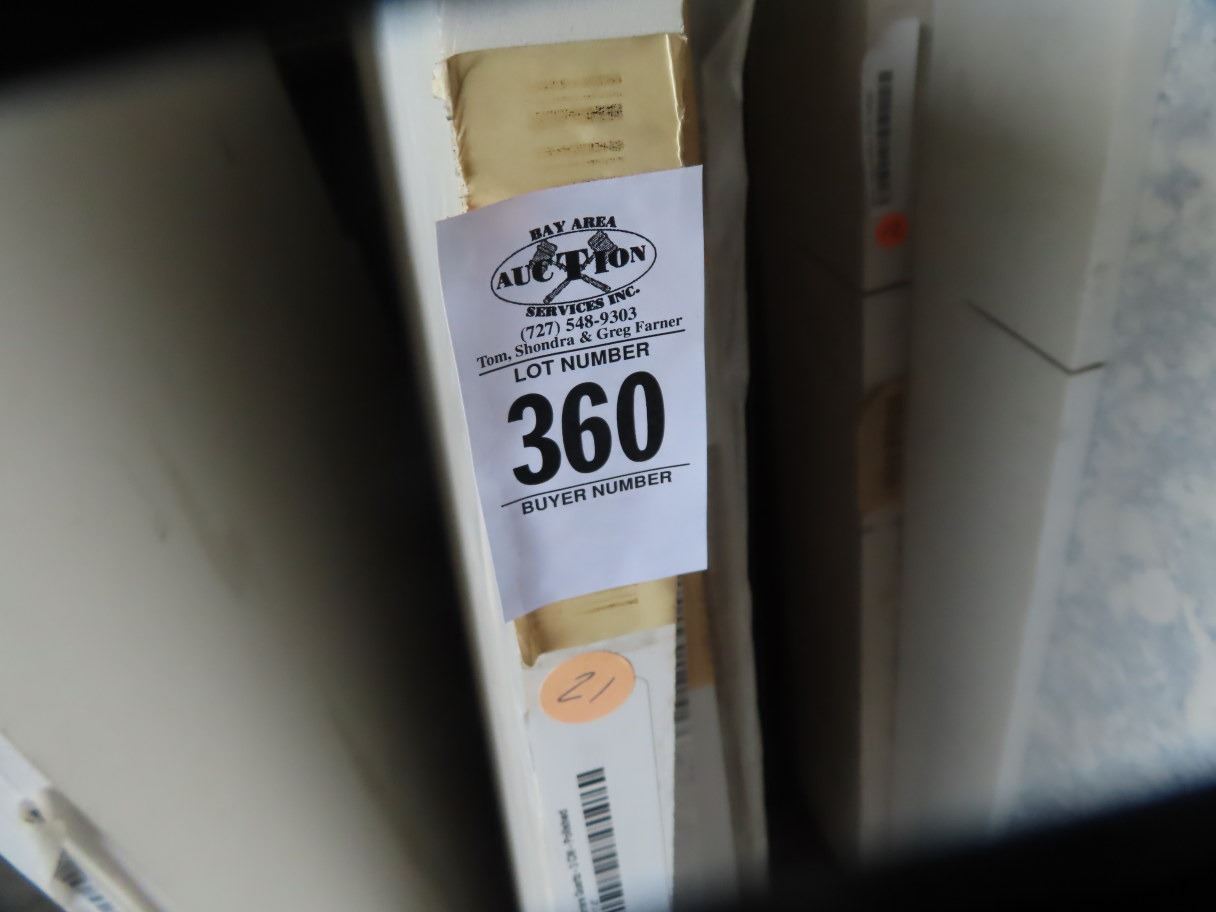 BAY AREA
AUCTION
SERVICES INC.
(727) 548-9303
Tom, Shondra & Greg Farner
LOT NUMBER
360
BUYER NUMBER
21